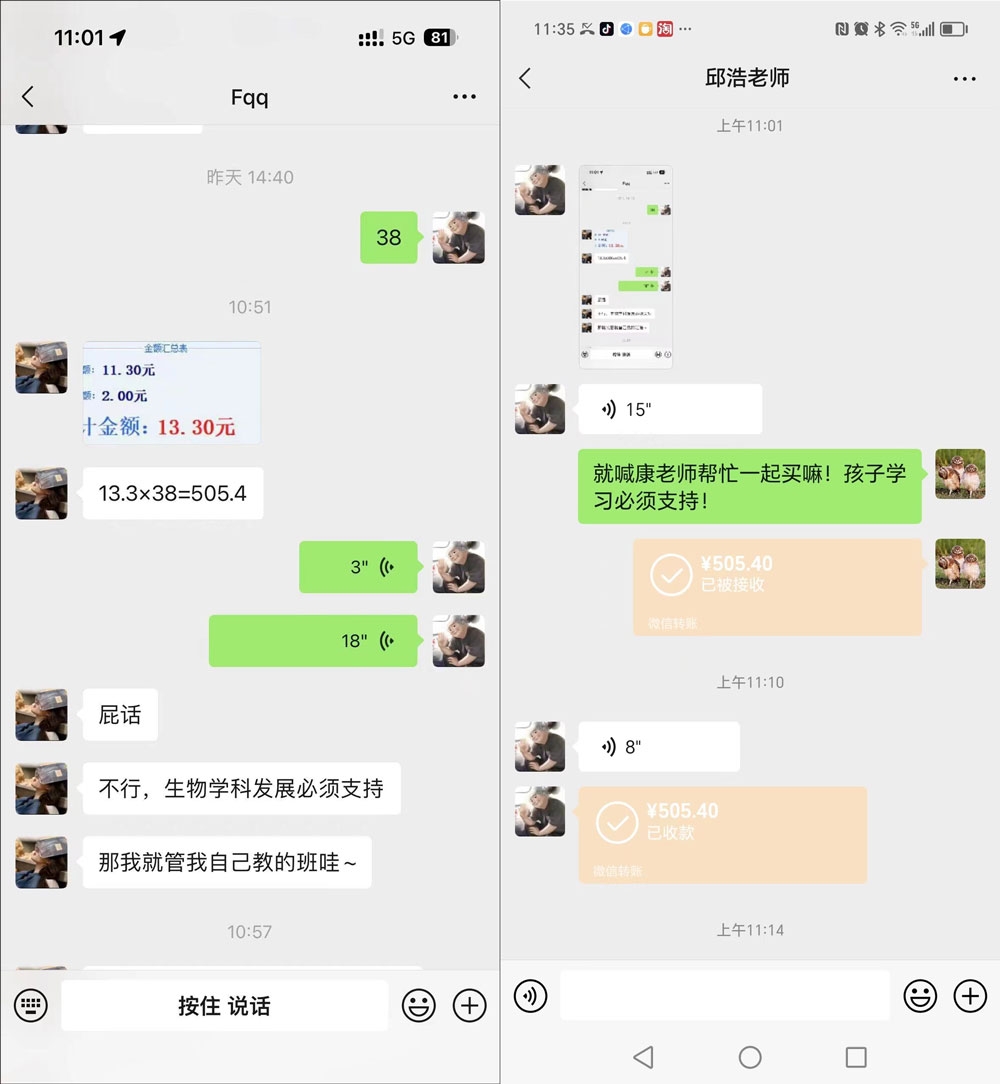 11:01
5G
81
Fqq
昨天 14:40
38
10:51
金额汇总表
额：11.30元
额：2.00元
计金额：13.30元
13.3×38=505.4
3"
18"
屁话
不行，生物学科发展必须支持
那我就管我自己教的班哇～
10:57
按住 说话
11:35
淘
5G
邱浩老师
上午11:01
15"
就喊康老师帮忙一起买嘛！孩子学
习必须支持！
¥505.40
已被接收
微信转账
上午11:10
8"
¥505.40
已收款
微信转账
上午11:14